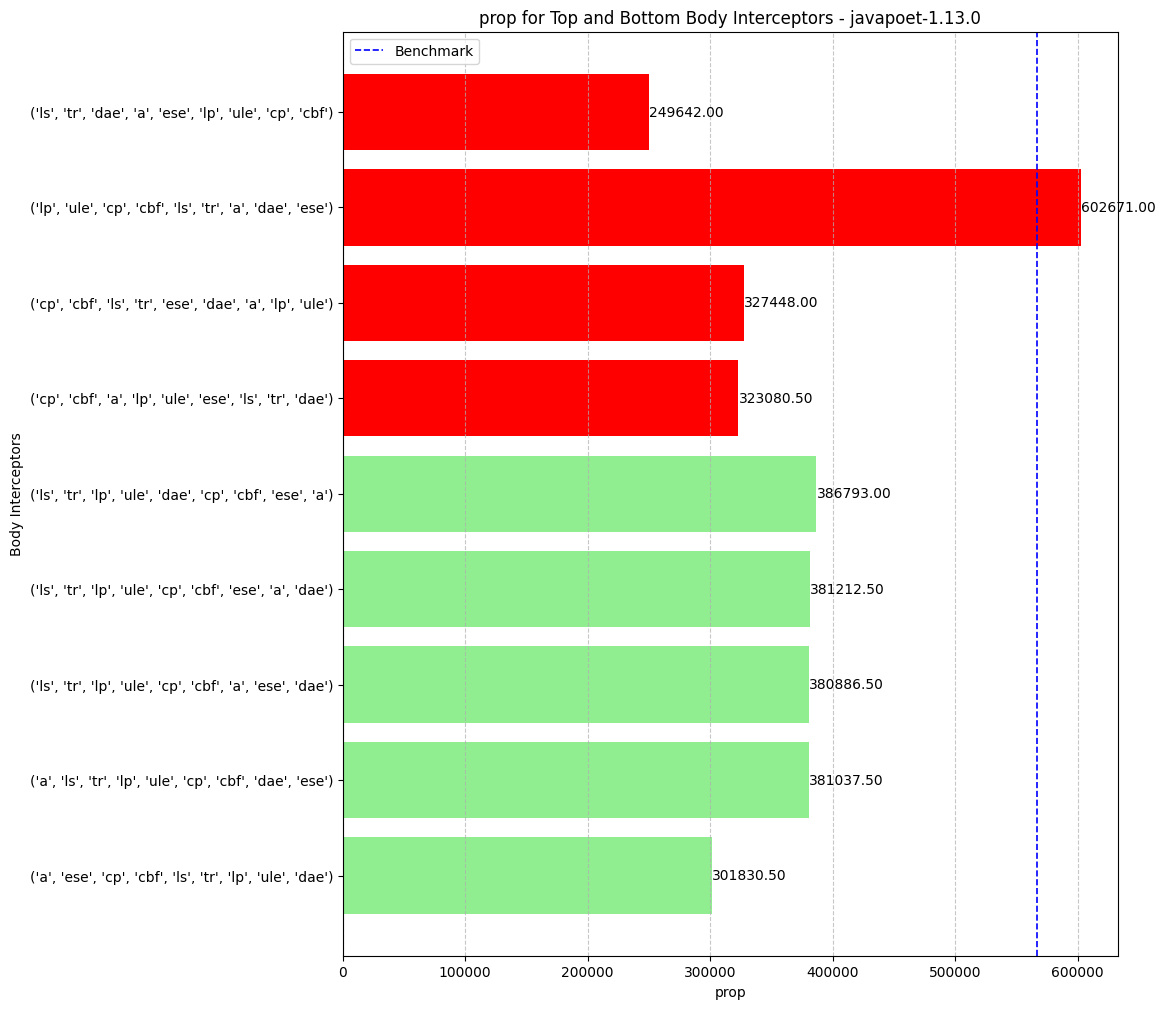 prop for Top and Bottom Body Interceptors - javapoet-1.13.0
Benchmark
('ls', 'tr', 'dae', 'a', 'ese', 'lp', 'ule', 'cp', 'cbf')
249642.00
('lp', 'ule', 'cp', 'cbf', 'ls', 'tr', 'a', 'dae', 'ese')
602671.00
('cp', 'cbf', 'ls', 'tr', 'ese', 'dae', 'a', 'lp', 'ule')
327448.00
('cp', 'cbf', 'a', 'lp', 'ule', 'ese', 'ls', 'tr', 'dae')
323080.50
('ls', 'tr', 'lp', 'ule', 'dae', 'cp', 'cbf', 'ese', 'a')
386793.00
('ls', 'tr', 'lp', 'ule', 'cp', 'cbf', 'ese', 'a', 'dae')
381212.50
('ls', 'tr', 'lp', 'ule', 'cp', 'cbf', 'a', 'ese', 'dae')
380886.50
('a', 'ls', 'tr', 'lp', 'ule', 'cp', 'cbf', 'dae', 'ese')
381037.50
('a', 'ese', 'cp', 'cbf', 'ls', 'tr', 'lp', 'ule', 'dae')
301830.50
Body Interceptors
0 100000 200000 300000 400000 500000 600000
prop